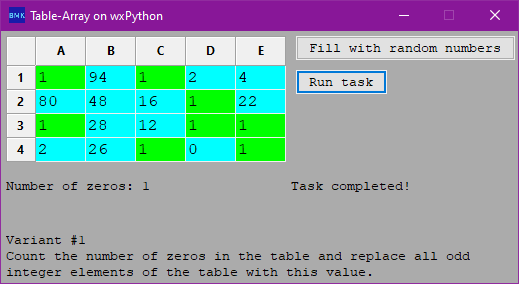 BMK Table-Array on wxPython
A B C D E Fill with random numbers
1 1 94 1 2 4 Run task
2 80 48 16 1 22
3 1 28 12 1 1
4 2 26 1 0 1
Number of zeros: 1 Task completed!
Variant #1
Count the number of zeros in the table and replace all odd
integer elements of the table with this value.